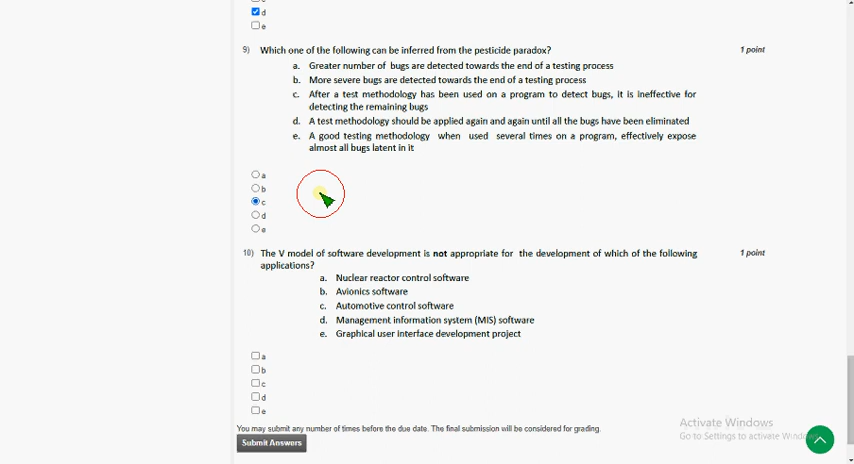 d
e
9) Which one of the following can be inferred from the pesticide paradox? 1 point
a. Greater number of bugs are detected towards the end of a testing process
b. More severe bugs are detected towards the end of a testing process
c. After a test methodology has been used on a program to detect bugs, it is ineffective for
detecting the remaining bugs
d. A test methodology should be applied again and again until all the bugs have been eliminated
e. A good testing methodology when used several times on a program, effectively expose
almost all bugs latent in it
a
b
c
d
e
10) The V model of software development is not appropriate for the development of which of the following 1 point
applications?
a. Nuclear reactor control software
b. Avionics software
c. Automotive control software
d. Management information system (MIS) software
e. Graphical user interface development project
a
b
c
d
e
You may submit any number of times before the due date. The final submission will be considered for grading.
Submit Answers
Activate Windows
Go to Settings to activate